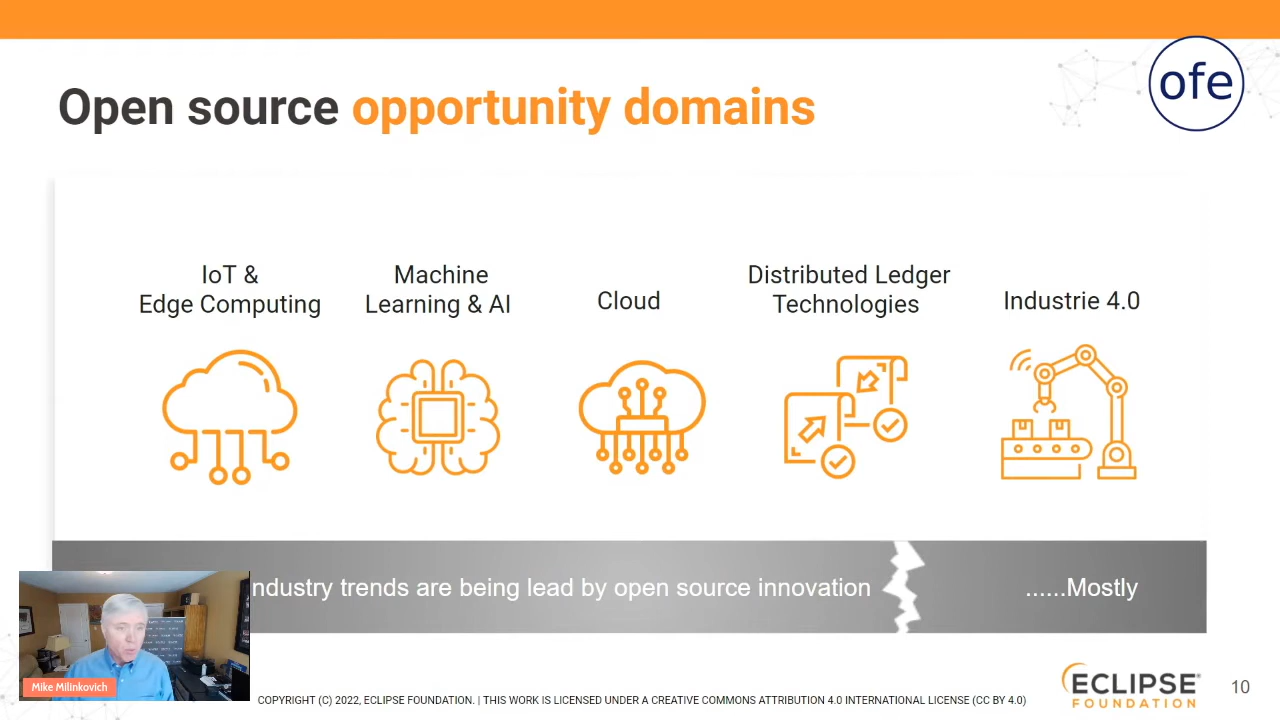 ofe
Open source opportunity domains
IoT &
Edge Computing
Machine
Learning & AI
Cloud
Distributed Ledger
Technologies
Industrie 4.0
trends are being lead by open source innovation
......Mostly
Mike Milinkovich
COPYRIGHT (C) 2022, ECLIPSE FOUNDATION. | THIS WORK IS LICENSED UNDER A CREATIVE COMMONS ATTRIBUTION 4.0 INTERNATIONAL LICENSE (CC BY 4.0)
ECLIPSE®
FOUNDATION
10